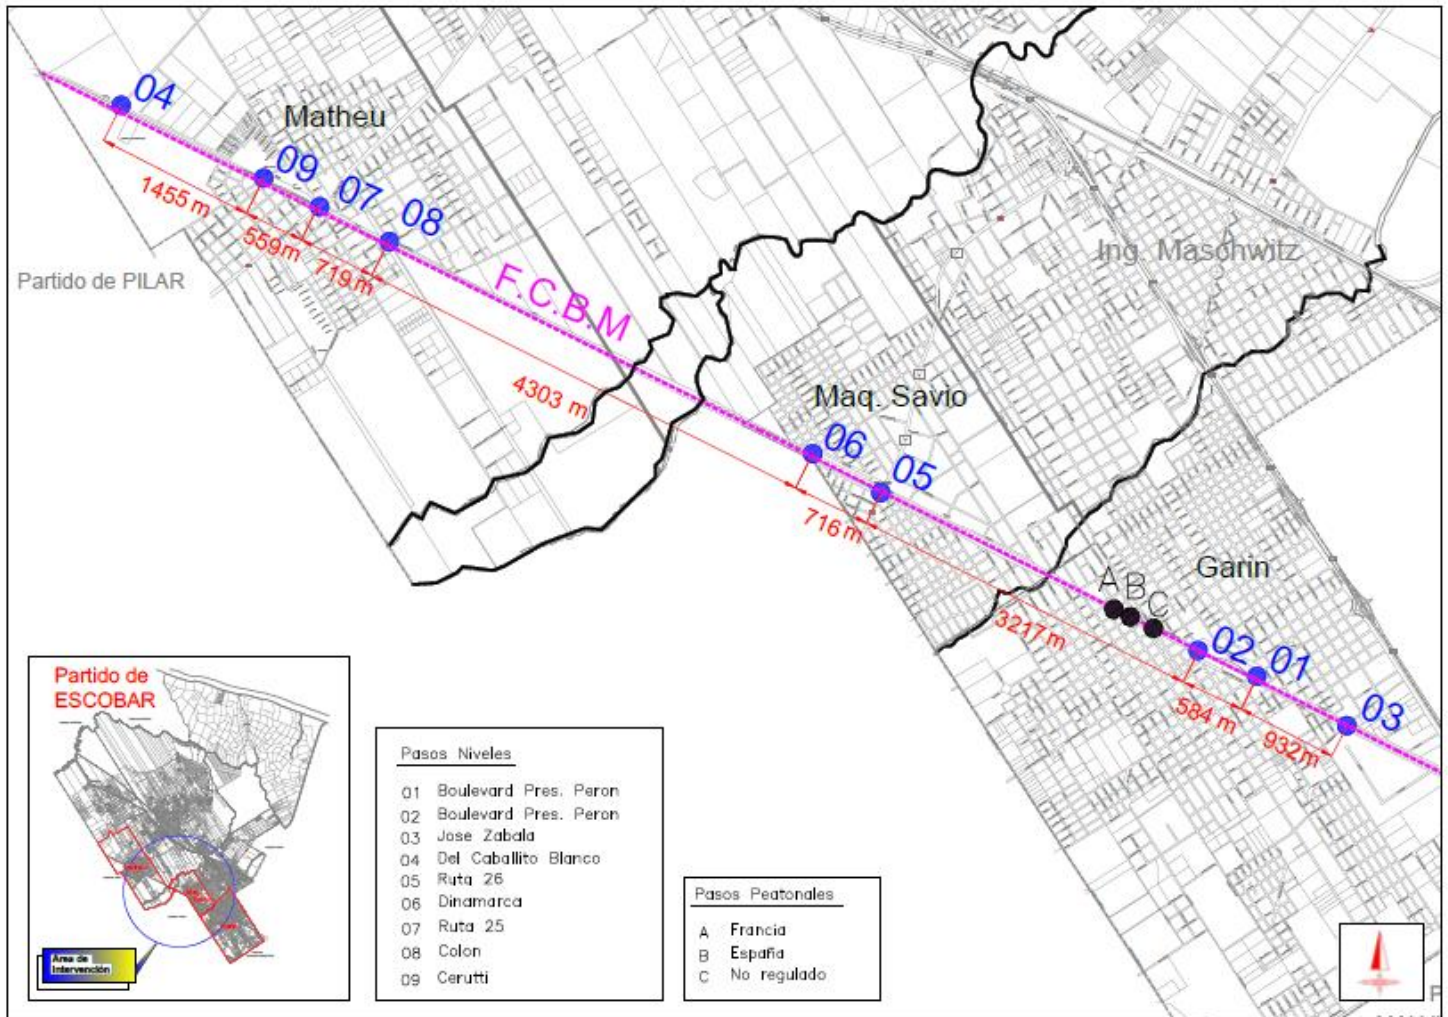 04
Matheu
09
07
08
1455 m
559m
719m
Partido de PILAR
F.C.B.M
Ing. Maschwitz
4303 m
Maq. Savio
06
05
716 m
Garin
A
B
C
3217 m
02
01
03
584 m
932m
Partido de
ESCOBAR
Area de
Intervención
Pasos Niveles
01 Boulevard Pres. Peron
02 Boulevard Pres. Peron
03 Jose Zabala
04 Del Caballito Blanco
05 Ruta 26
06 Dinamarca
07 Ruta 25
08 Colon
09 Cerutti
Pasos Peatonales
A Francia
B España
C No regulado